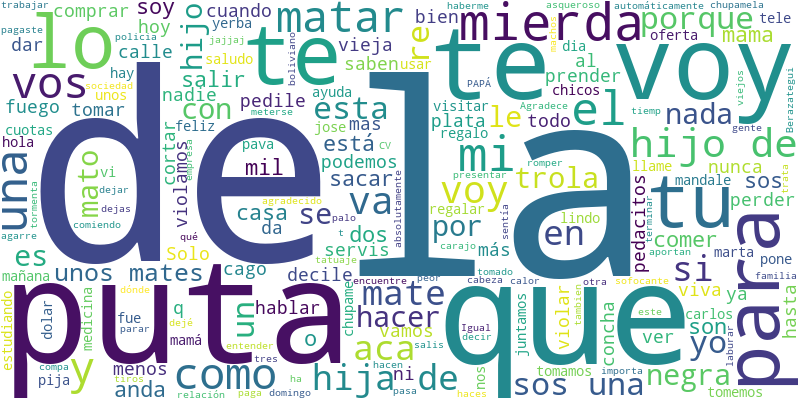 comprar soy cuando matar te te voy mierda porque tele
trabajar haberme asqueroso automáticamente chupamela
pagaste hoy hijo yerba bien oferta mama
policia jajjaj boliviano machos
dar calle saludo vieja re saben usar dia al
lo vos salir nadie prender chicos PAPÁ
sociedad hay unos meterse ayuda Agradece visitar
fuego tomar con pedile esta el nada viejos
cuotas feliz jose mas plata le todo tiemp Berazategui
hola cortar pava está cv regalo gente
una mato violamos mil podemos mi hijo de
vi empresa romper llame nunca
tormenta dejar sacar presentar trola tu
agarre dejas casa se va voy regalar lindo sos mandale perder
comiendo agradecido palo absolutamente sentía pedacitos terminar trata
es Solo da dos por en comer marta
qué t carajo aportan
mañana unos mates cago decile servis más si pone
tatuaje encuentre peor tomado cabeza calor otra sofocante familia
de la
puta que para
estudiando medicina dónde q un hablar mate hacer juntamos violar viva ya hasta
dolar fue dejé mamá chupame vamos Igual este carlos
parar o decir tambien concha son
y compa menos entender tres aca salis yo ver
tiros hacen ni nos tomamos importa laburar
anda pija como hija de sos una negra
relación paga domingo ha pasa haces tomemos